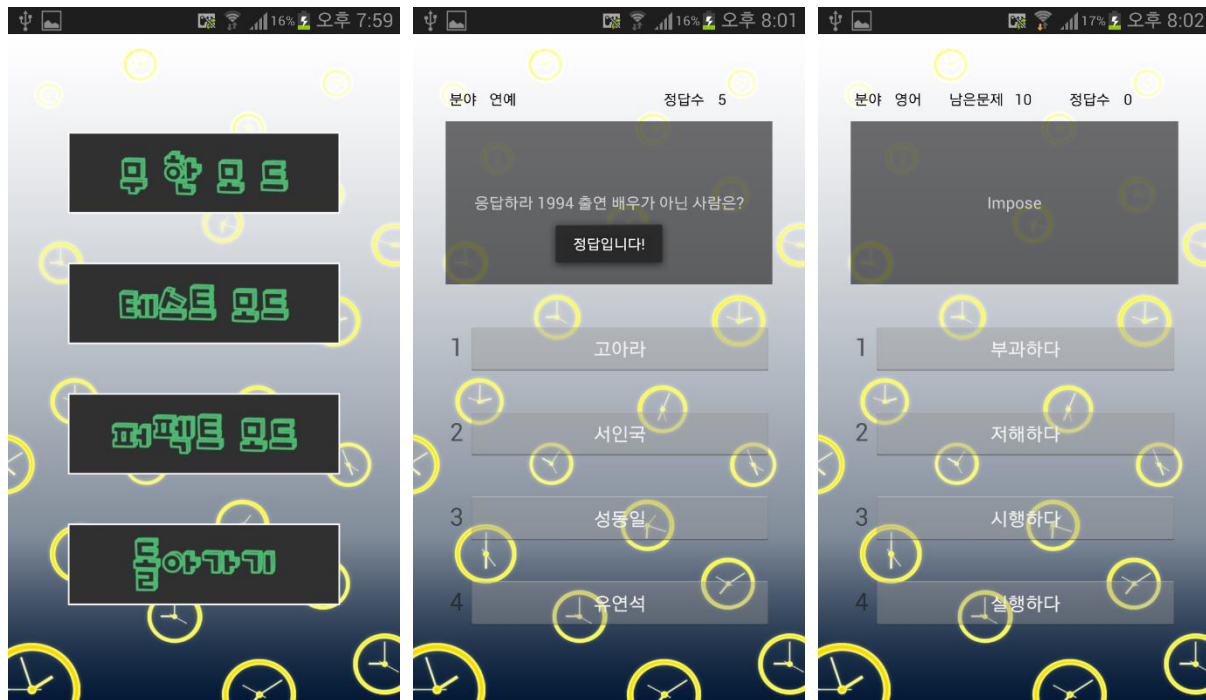 16% 오후 7:59
무 한 모 드
테스트 모드
퍼펙트 모드
돌아가기
16% 오후 8:01
분야 연예 정답수 5
응답하라 1994 출연 배우가 아닌 사람은?
정답입니다!
1 고아라
2 서인국
3 성동일
4 유연석
17% 오후 8:02
분야 영어 남은문제 10 정답수 0
Impose
1 부과하다
2 저해하다
3 시행하다
4 실행하다